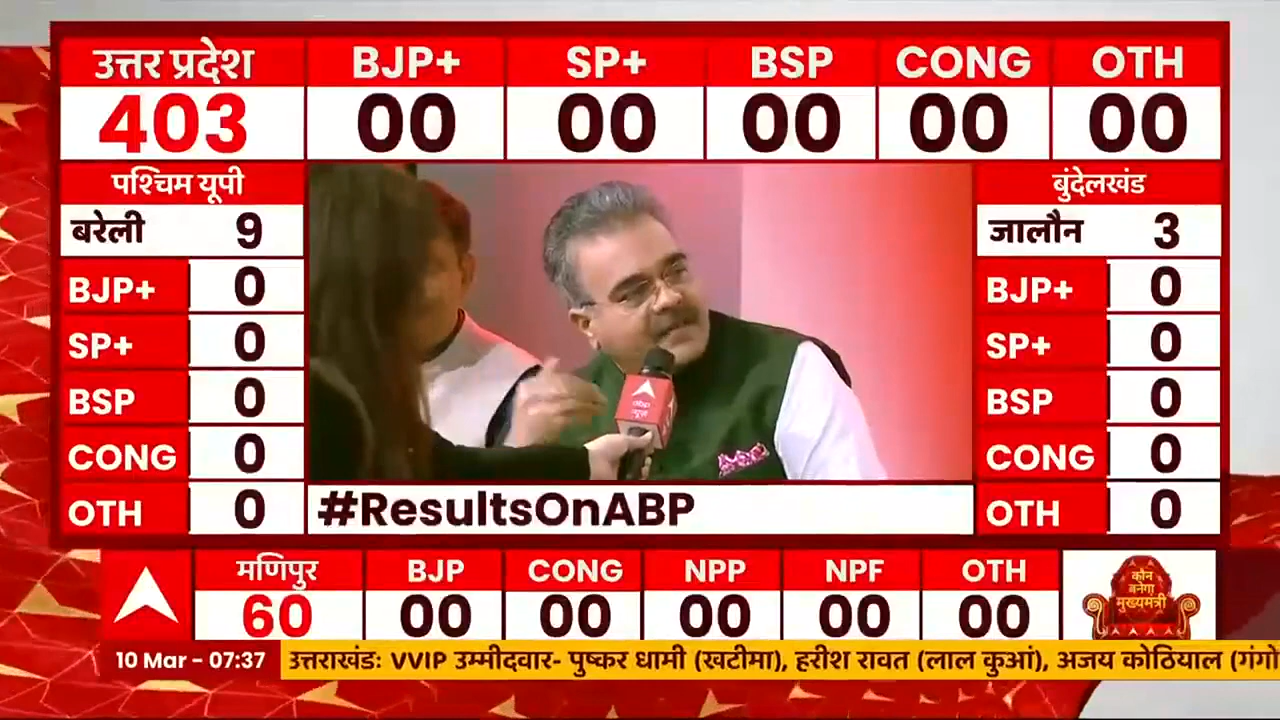 उत्तर प्रदेश BJP+ SP+ BSP CONG OTH
403 00 00 00 00 00
पश्चिम यूपी
बरेली 9
BJP+ 0
SP+ 0
BSP 0
CONG 0
OTH 0
abp
न्यूज़
#ResultsOnABP
बुंदेलखंड
जालौन 3
BJP+ 0
SP+ 0
BSP 0
CONG 0
OTH 0
मणिपुर BJP CONG NPP NPF OTH
60 00 00 00 00 00
कौन
बनेगा
मुख्यमंत्री
10 Mar - 07:37
उत्तराखंडः VVIP उम्मीदवार- पुष्कर धामी (खटीमा), हरीश रावत (लाल कुआं), अजय कोठियाल (गंगो